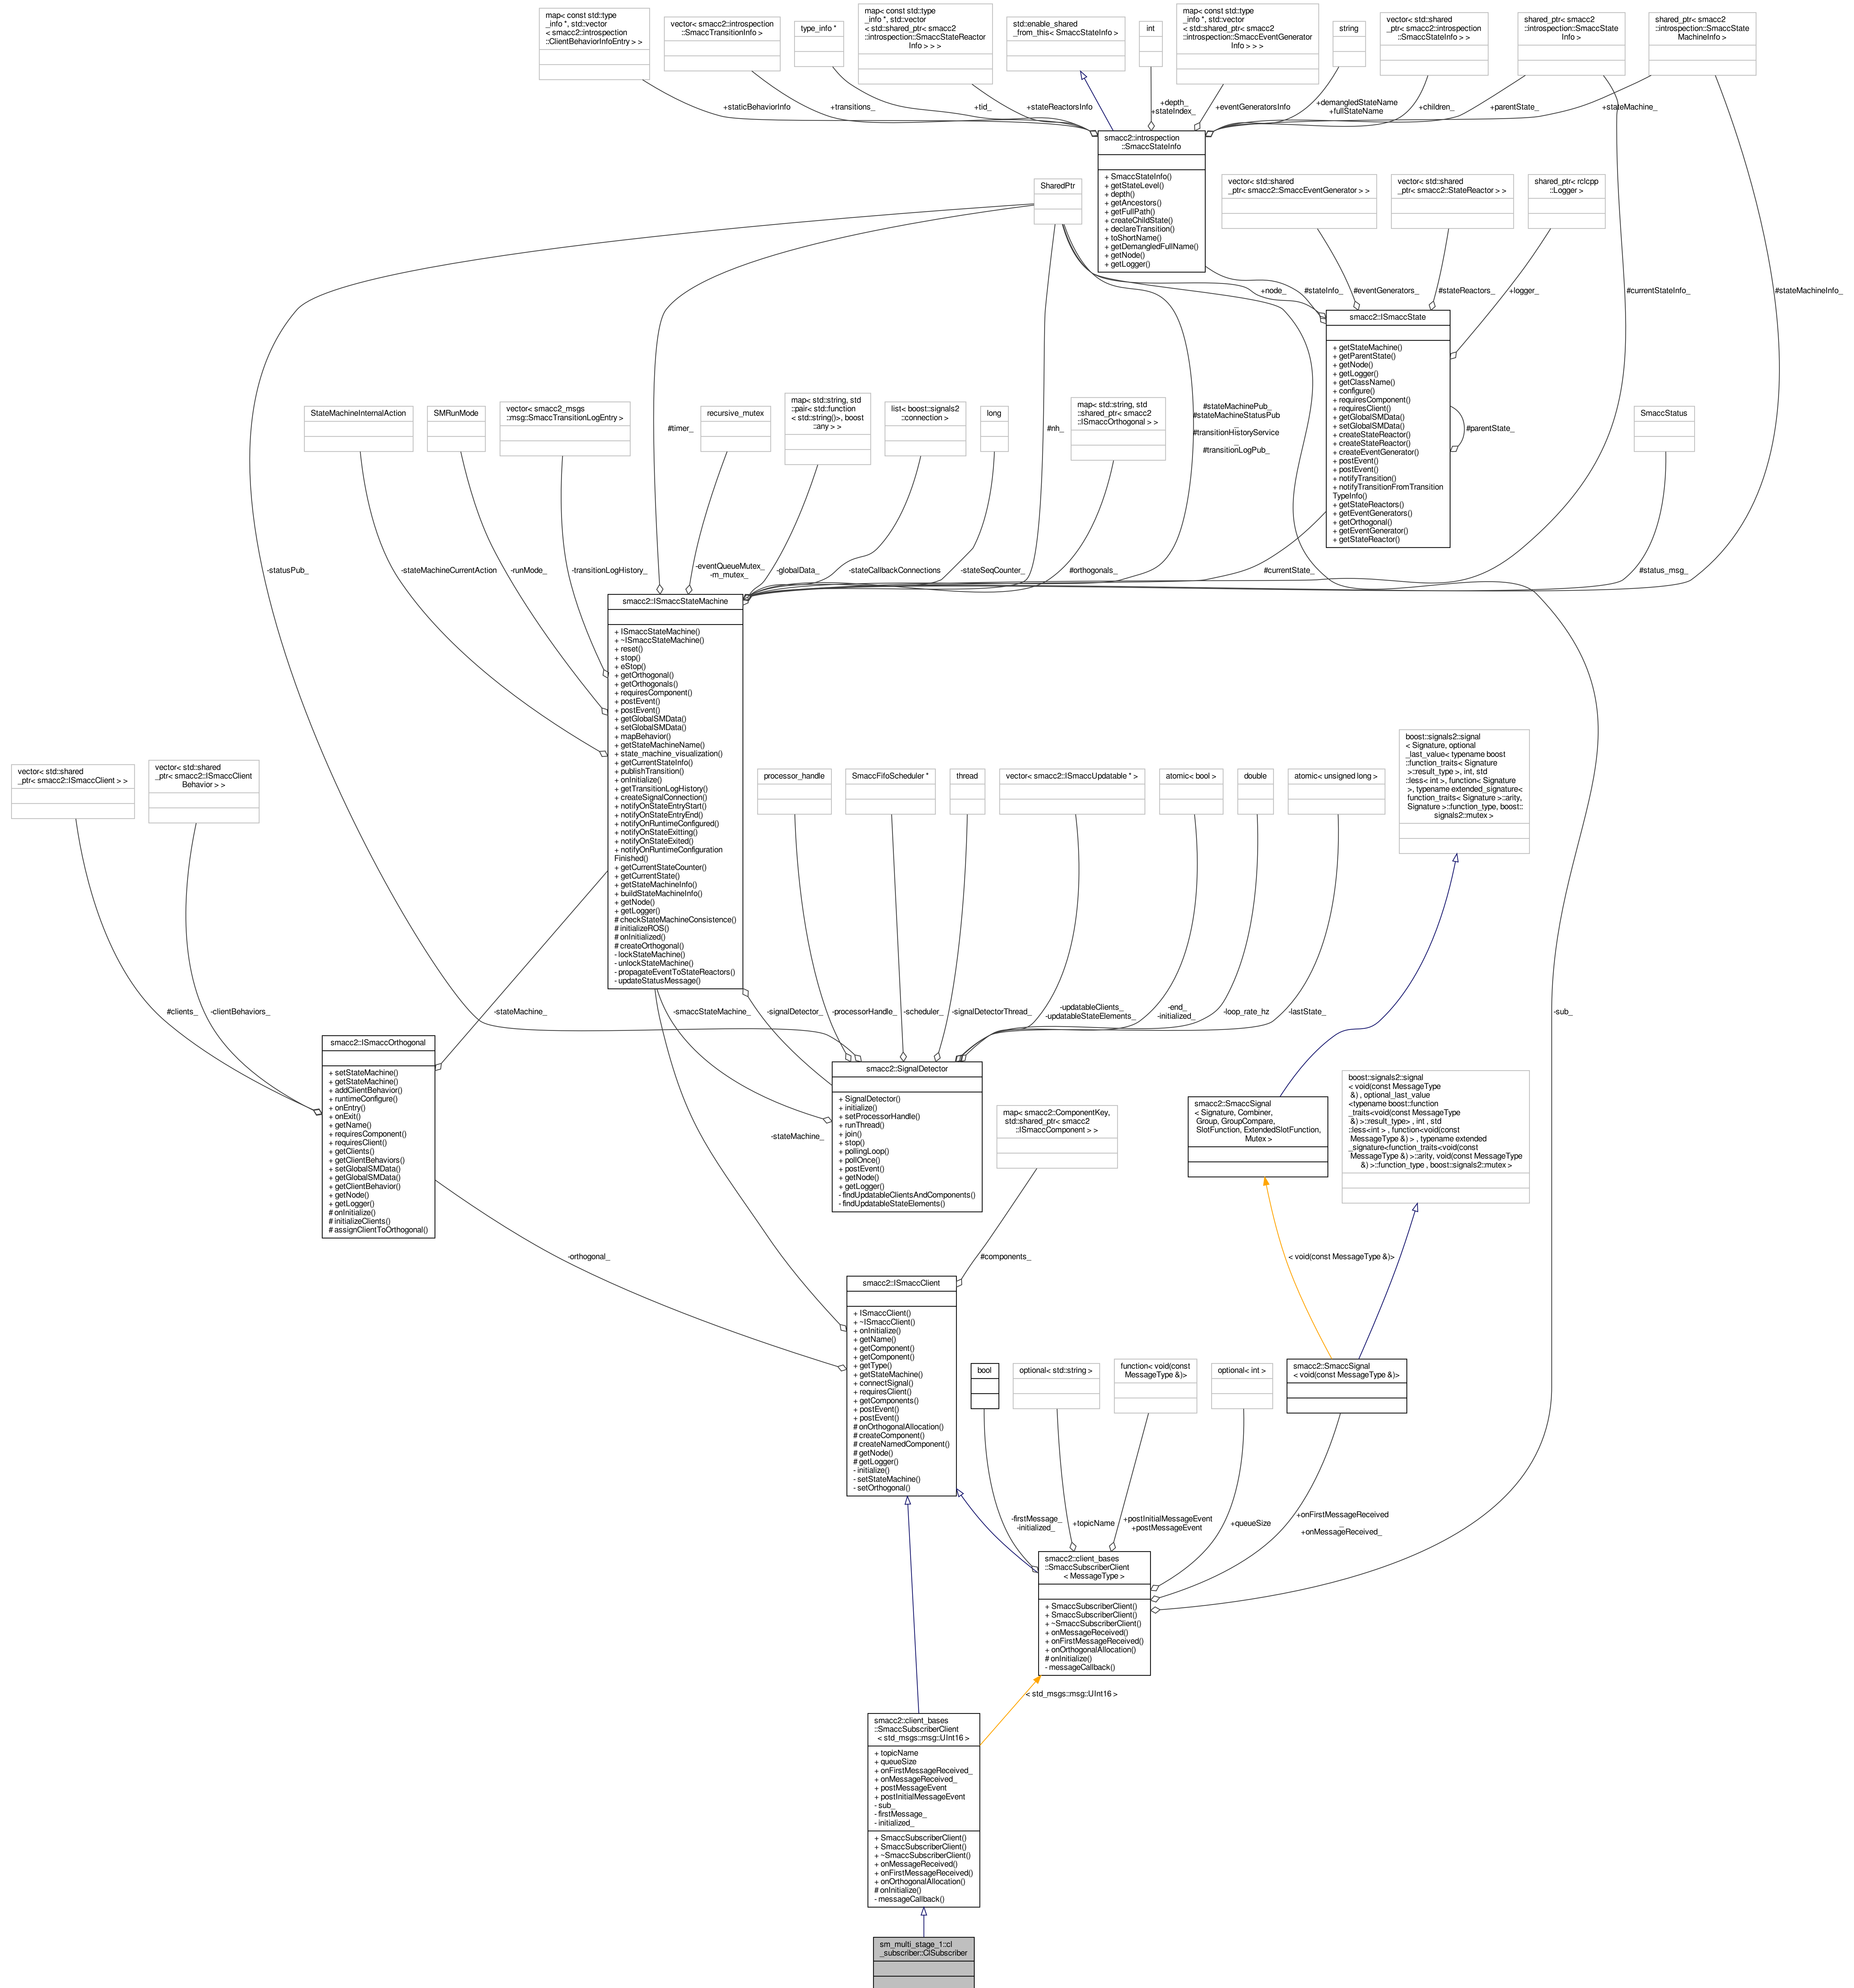 map< const std::type
_info *, std::vector
< smacc2::introspection
::ClientBehaviorInfoEntry > >
vector< smacc2::introspection
::SmaccTransitionInfo >
type_info *
map< const std::type
_info *, std::vector
< std::shared_ptr< smacc2
::introspection::SmaccStateReactor
Info > > >
std::enable_shared
_from_this< SmaccStateInfo >
int
map< const std::type
_info *, std::vector
< std::shared_ptr< smacc2
::introspection::SmaccEventGenerator
Info > > >
string
vector< std::shared
_ptr< smacc2::introspection
::SmaccStateInfo > >
shared_ptr< smacc2
::introspection::SmaccState
Info >
shared_ptr< smacc2
::introspection::SmaccState
MachineInfo >
+staticBehaviorInfo
+transitions_
+tid_
+stateReactorsInfo
+depth_
+stateIndex_
+eventGeneratorsInfo
+demangledStateName
+fullStateName
+children_
+parentState_
+stateMachine_
smacc2::introspection
::SmaccStateInfo
+ SmaccStateInfo()
+ getStateLevel()
+ depth()
+ getAncestors()
+ getFullPath()
+ createChildState()
+ declareTransition()
+ toShortName()
+ getDemangledFullName()
+ getNode()
+ getLogger()
SharedPtr
vector< std::shared
_ptr< smacc2::SmaccEventGenerator > >
vector< std::shared
_ptr< smacc2::StateReactor > >
shared_ptr< rclcpp
::Logger >
+node_
#stateInfo_
#eventGenerators_
#stateReactors_
+logger_
#currentStateInfo_
#stateMachineInfo_
smacc2::ISmaccState
+ getStateMachine()
+ getParentState()
+ getNode()
+ getLogger()
+ getClassName()
+ configure()
+ requiresComponent()
+ requiresClient()
+ getGlobalSMData()
+ setGlobalSMData()
+ createStateReactor()
+ createStateReactor()
+ createEventGenerator()
+ postEvent()
+ postEvent()
+ notifyTransition()
+ notifyTransitionFromTransition
TypeInfo()
+ getStateReactors()
+ getEventGenerators()
+ getOrthogonal()
+ getEventGenerator()
+ getStateReactor()
#parentState_
StateMachineInternalAction
SMRunMode
vector< smacc2_msgs
::msg::SmaccTransitionLogEntry >
#timer_
recursive_mutex
map< std::string, std
::pair< std::function
< std::string()>, boost
::any > >
list< boost::signals2
::connection >
long
#nh_
map< std::string, std
::shared_ptr< smacc2
::ISmaccOrthogonal > >
#stateMachinePub_
#stateMachineStatusPub
_
#transitionHistoryService
_
#transitionLogPub_
SmaccStatus
-statusPub_
-stateMachineCurrentAction
-runMode_
-transitionLogHistory_
-eventQueueMutex_
-m_mutex_
-globalData_
-stateCallbackConnections
-stateSeqCounter_
#orthogonals_
#currentState_
#status_msg_
smacc2::ISmaccStateMachine
+ ISmaccStateMachine()
+ ~ISmaccStateMachine()
+ reset()
+ stop()
+ eStop()
+ getOrthogonal()
+ getOrthogonals()
+ requiresComponent()
+ postEvent()
+ postEvent()
+ getGlobalSMData()
+ setGlobalSMData()
+ mapBehavior()
+ getStateMachineName()
+ state_machine_visualization()
+ getCurrentStateInfo()
+ publishTransition()
+ onInitialize()
+ getTransitionLogHistory()
+ createSignalConnection()
+ notifyOnStateEntryStart()
+ notifyOnStateEntryEnd()
+ notifyOnRuntimeConfigured()
+ notifyOnStateExitting()
+ notifyOnStateExited()
+ notifyOnRuntimeConfiguration
Finished()
+ getCurrentStateCounter()
+ getCurrentState()
+ getStateMachineInfo()
+ buildStateMachineInfo()
+ getNode()
+ getLogger()
# checkStateMachineConsistence()
# initializeROS()
# onInitialized()
# createOrthogonal()
- lockStateMachine()
- unlockStateMachine()
- propagateEventToStateReactors()
- updateStatusMessage()
vector< std::shared
_ptr< smacc2::ISmaccClient > >
vector< std::shared
_ptr< smacc2::ISmaccClient
Behavior > >
processor_handle
SmaccFifoScheduler *
thread
vector< smacc2::ISmaccUpdatable * >
atomic< bool >
double
atomic< unsigned long >
boost::signals2::signal
< Signature, optional
_last_value< typename boost
::function_traits< Signature
>::result_type >, int, std
::less< int >, function< Signature
>, typename extended_signature<
function_traits< Signature >::arity,
Signature >::function_type, boost::
signals2::mutex >
#clients_
-clientBehaviors_
-stateMachine_
-smaccStateMachine_
-signalDetector_
-processorHandle_
-scheduler_
-signalDetectorThread_
-updatableClients_
-updatableStateElements_
-end_
-initialized_
-loop_rate_hz
-lastState_
-sub_
smacc2::ISmaccOrthogonal
+ setStateMachine()
+ getStateMachine()
+ addClientBehavior()
+ runtimeConfigure()
+ onEntry()
+ onExit()
+ getName()
+ requiresComponent()
+ requiresClient()
+ getClients()
+ getClientBehaviors()
+ setGlobalSMData()
+ getGlobalSMData()
+ getClientBehavior()
+ getNode()
+ getLogger()
# onInitialize()
# initializeClients()
# assignClientToOrthogonal()
smacc2::SignalDetector
+ SignalDetector()
+ initialize()
+ setProcessorHandle()
+ runThread()
+ join()
+ stop()
+ pollingLoop()
+ pollOnce()
+ postEvent()
+ getNode()
+ getLogger()
- findUpdatableClientsAndComponents()
- findUpdatableStateElements()
-stateMachine_
map< smacc2::ComponentKey,
std::shared_ptr< smacc2
::ISmaccComponent > >
smacc2::SmaccSignal
< Signature, Combiner,
Group, GroupCompare,
SlotFunction, ExtendedSlotFunction,
Mutex >
boost::signals2::signal
< void(const MessageType
&) , optional_last_value
<typename boost::function
_traits<void(const MessageType
&) >::result_type> , int , std
::less<int > , function<void(const
MessageType &) > , typename extended
_signature<function_traits<void(const
MessageType &) >::arity, void(const MessageType
&) >::function_type , boost::signals2::mutex >
-orthogonal_
#components_
< void(const MessageType &)>
smacc2::ISmaccClient
+ ISmaccClient()
+ ~ISmaccClient()
+ onInitialize()
+ getName()
+ getComponent()
+ getComponent()
+ getType()
+ getStateMachine()
+ connectSignal()
+ requiresClient()
+ getComponents()
+ postEvent()
+ postEvent()
# onOrthogonalAllocation()
# createComponent()
# createNamedComponent()
# getNode()
# getLogger()
- initialize()
- setStateMachine()
- setOrthogonal()
bool
optional< std::string >
function< void(const
MessageType &)>
optional< int >
smacc2::SmaccSignal
< void(const MessageType &)>
-firstMessage_
-initialized_
+topicName
+postInitialMessageEvent
+postMessageEvent
+queueSize
+onFirstMessageReceived
_
+onMessageReceived_
smacc2::client_bases
::SmaccSubscriberClient
< MessageType >
+ SmaccSubscriberClient()
+ SmaccSubscriberClient()
+ ~SmaccSubscriberClient()
+ onMessageReceived()
+ onFirstMessageReceived()
+ onOrthogonalAllocation()
# onInitialize()
- messageCallback()
< std_msgs::msg::UInt16 >
smacc2::client_bases
::SmaccSubscriberClient
< std_msgs::msg::UInt16 >
+ topicName
+ queueSize
+ onFirstMessageReceived_
+ onMessageReceived_
+ postMessageEvent
+ postInitialMessageEvent
- sub_
- firstMessage_
- initialized_
+ SmaccSubscriberClient()
+ SmaccSubscriberClient()
+ ~SmaccSubscriberClient()
+ onMessageReceived()
+ onFirstMessageReceived()
+ onOrthogonalAllocation()
# onInitialize()
- messageCallback()
sm_multi_stage_1::cl
_subscriber::ClSubscriber